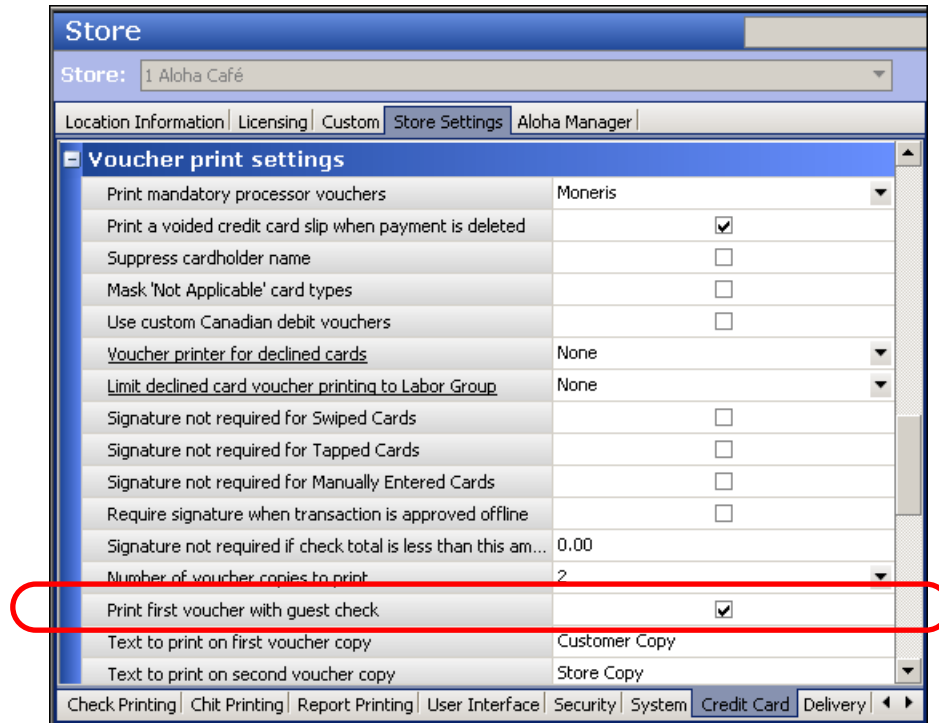 Store
Store: 1 Aloha Café
Location Information Licensing Custom Store Settings Aloha Manager
Voucher print settings
Print mandatory processor vouchers Moneris
Print a voided credit card slip when payment is deleted
Suppress cardholder name
Mask 'Not Applicable' card types
Use custom Canadian debit vouchers
Voucher printer for declined cards None
Limit declined card voucher printing to Labor Group None
Signature not required for Swiped Cards
Signature not required for Tapped Cards
Signature not required for Manually Entered Cards
Require signature when transaction is approved offline
Signature not required if check total is less than this am... 0.00
Number of voucher copies to print 2
Print first voucher with guest check
Text to print on first voucher copy Customer Copy
Text to print on second voucher copy Store Copy
Check Printing Chit Printing Report Printing User Interface Security System Credit Card Delivery